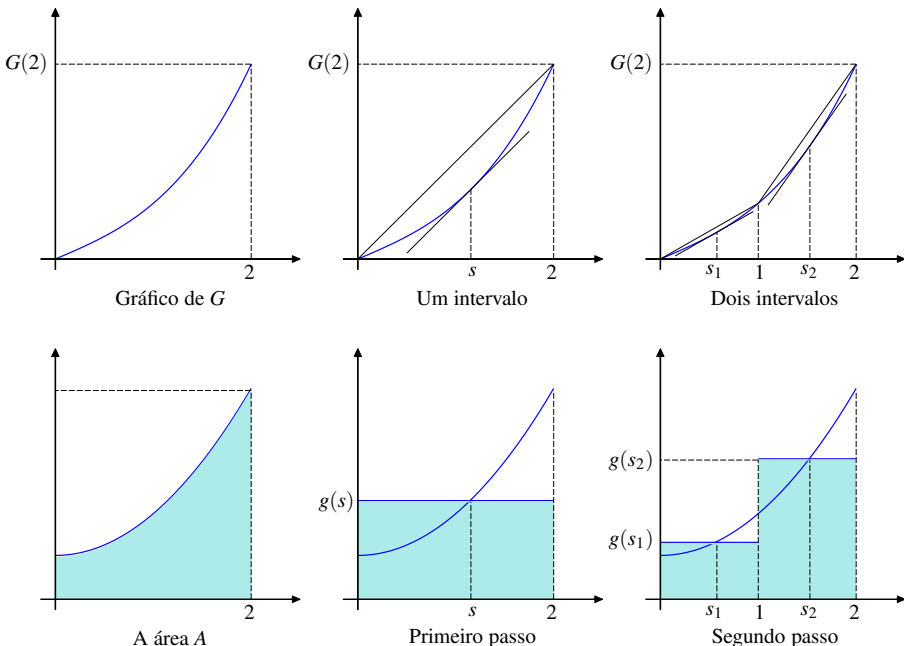 G(2)
2
Gráfico de G
G(2)
s
2
Um intervalo
G(2)
s₁ 1 s₂ 2
Dois intervalos
2
A área A
g(s)
s
2
Primeiro passo
g(s₂)
g(s₁)
s₁ 1 s₂ 2
Segundo passo